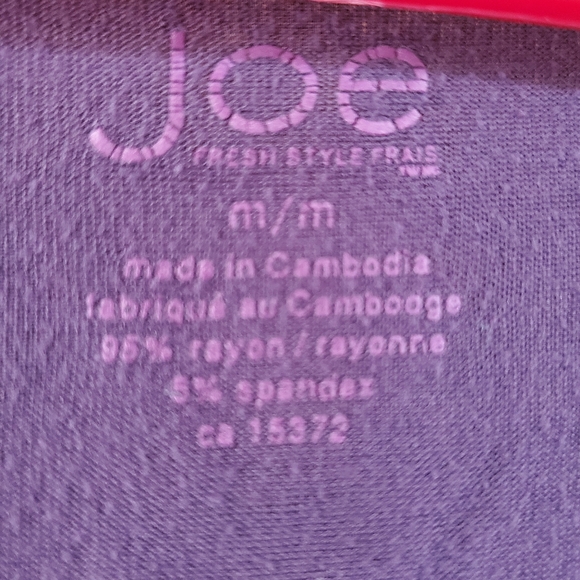 Joe
FRESH STYLE FRAIS
m/m
made in Cambodia
fabriqué au Cambodge
95% rayon/rayonne
5% spandex
ca 15372